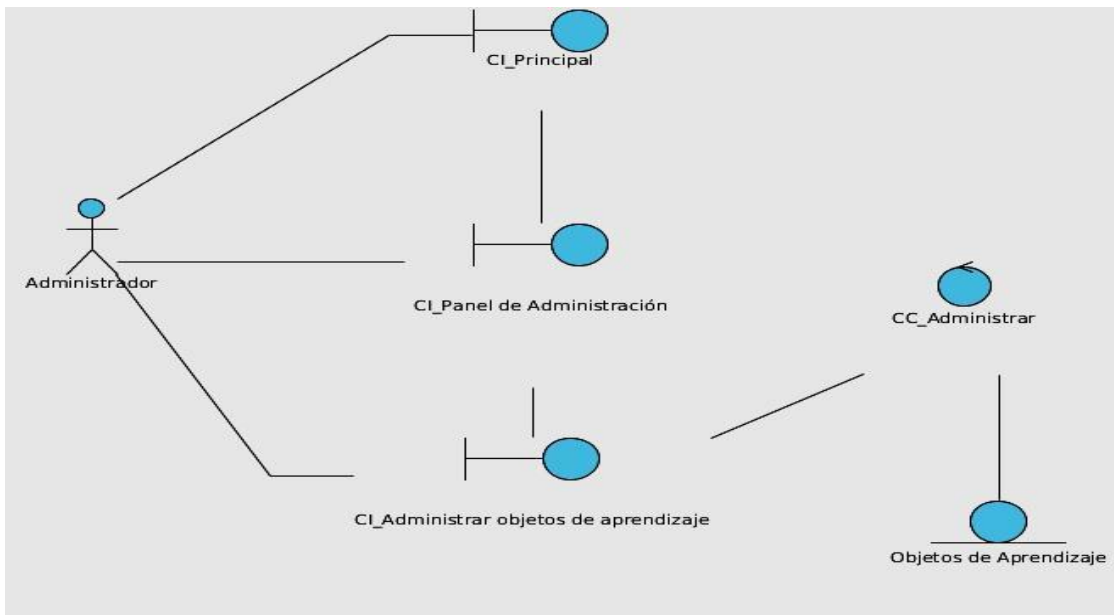 CI_Principal
Administrador
CI_Panel de Administración
CC_Administrar
CI_Administrar objetos de aprendizaje
Objetos de Aprendizaje